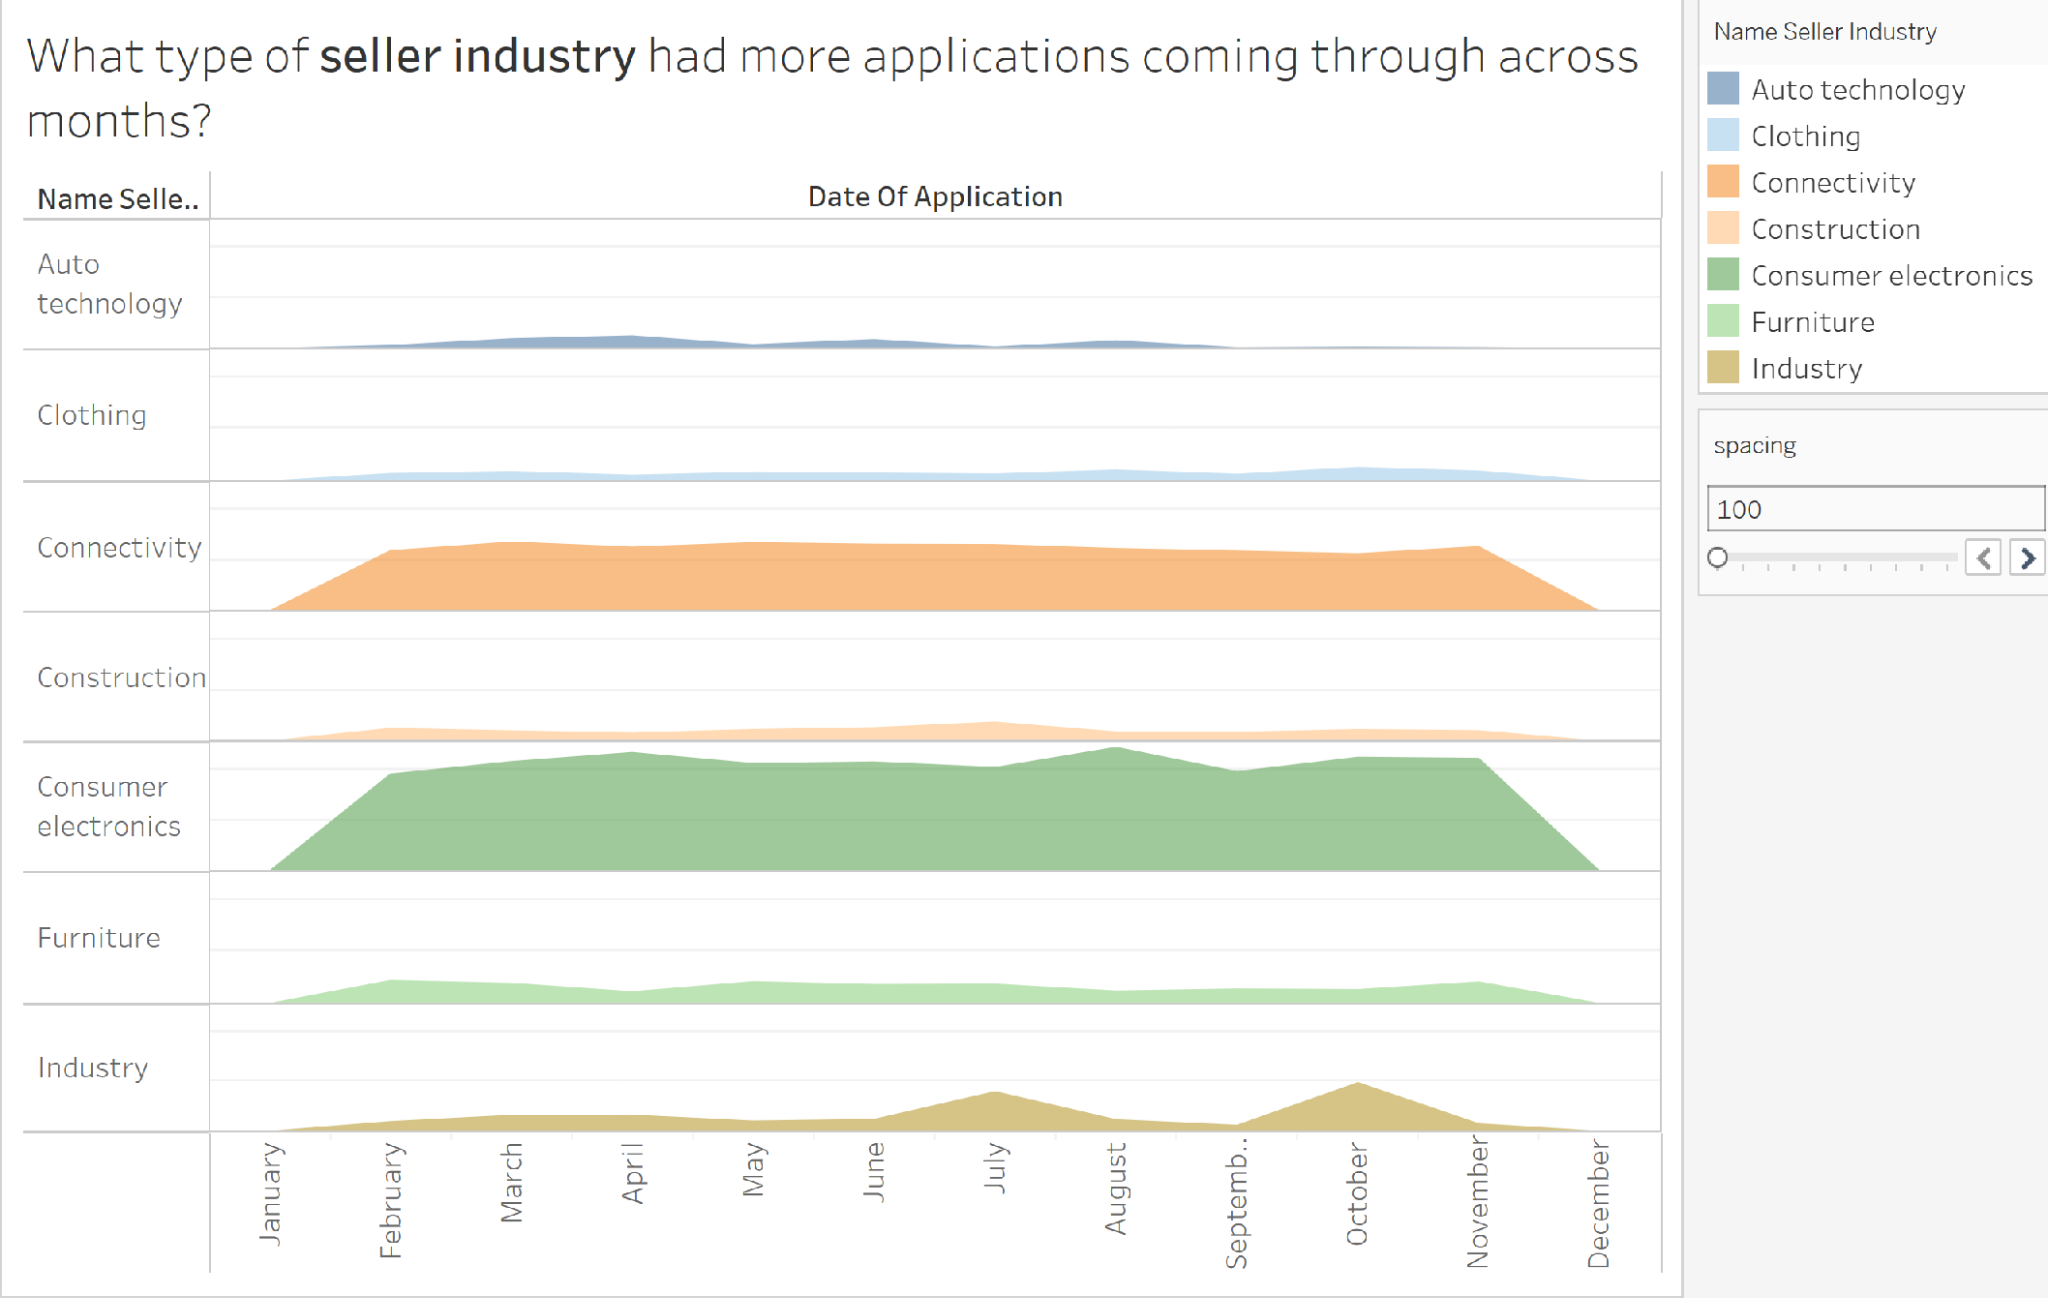 What type of seller industry had more applications coming through across
months?
Name Selle..
Date Of Application
Auto
technology
Clothing
Connectivity
Construction
Consumer
electronics
Furniture
Industry
January
February
March
April
May
June
July
August
Septemb..
October
November
December
Name Seller Industry
Auto technology
Clothing
Connectivity
Construction
Consumer electronics
Furniture
Industry
spacing
100